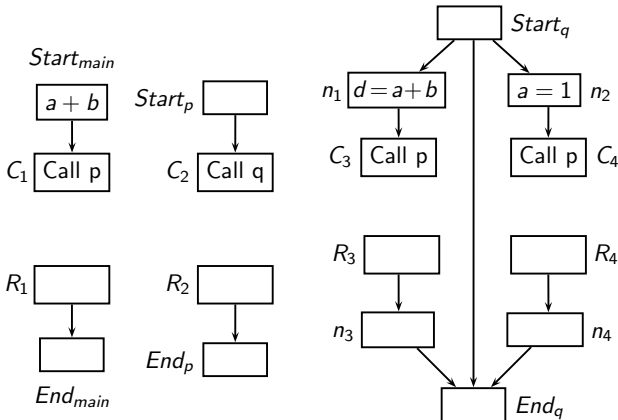 Start_q
Start_main
a + b
Start_p
n_1 d = a + b
a = 1 n_2
C_1 Call p
C_2 Call q
C_3 Call p
Call p C_4
R_1
R_2
R_3
R_4
n_3
n_4
End_main
End_p
End_q